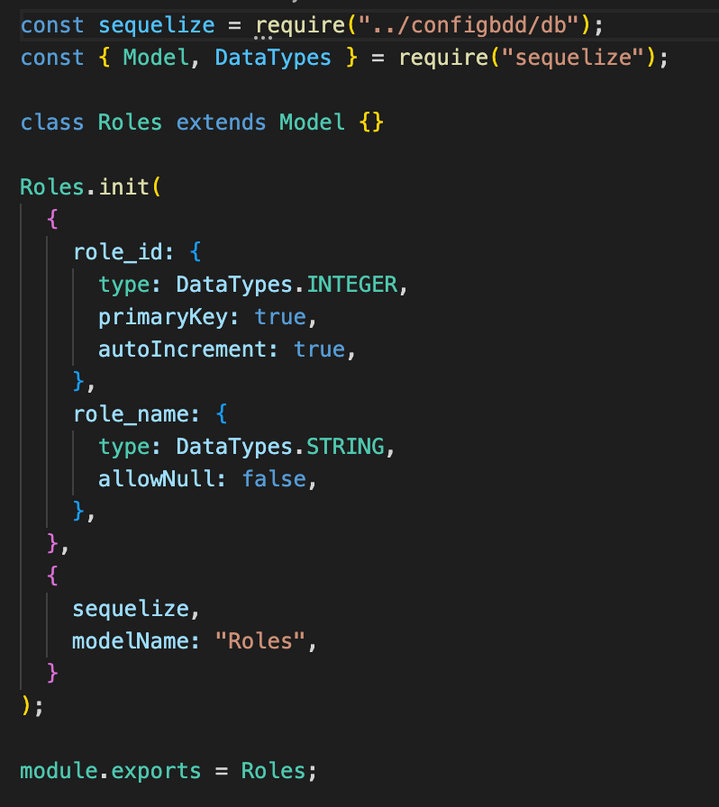 const sequelize = require("../configbdd/db");
const { Model, DataTypes } = require("sequelize");
class Roles extends Model {}
Roles.init(
  {
    role_id: {
      type: DataTypes.INTEGER,
      primaryKey: true,
      autoIncrement: true,
    },
    role_name: {
      type: DataTypes.STRING,
      allowNull: false,
    },
  },
  {
    sequelize,
    modelName: "Roles",
  }
);
module.exports = Roles;